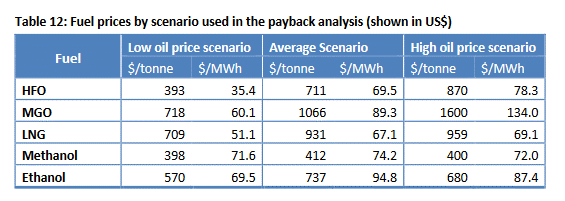 Table 12: Fuel prices by scenario used in the payback analysis (shown in US$)
Fuel Low oil price scenario Average Scenario High oil price scenario
$/tonne $/MWh $/tonne $/MWh $/tonne $/MWh
HFO 393 35.4 711 69.5 870 78.3
MGO 718 60.1 1066 89.3 1600 134.0
LNG 709 51.1 931 67.1 959 69.1
Methanol 398 71.6 412 74.2 400 72.0
Ethanol 570 69.5 737 94.8 680 87.4